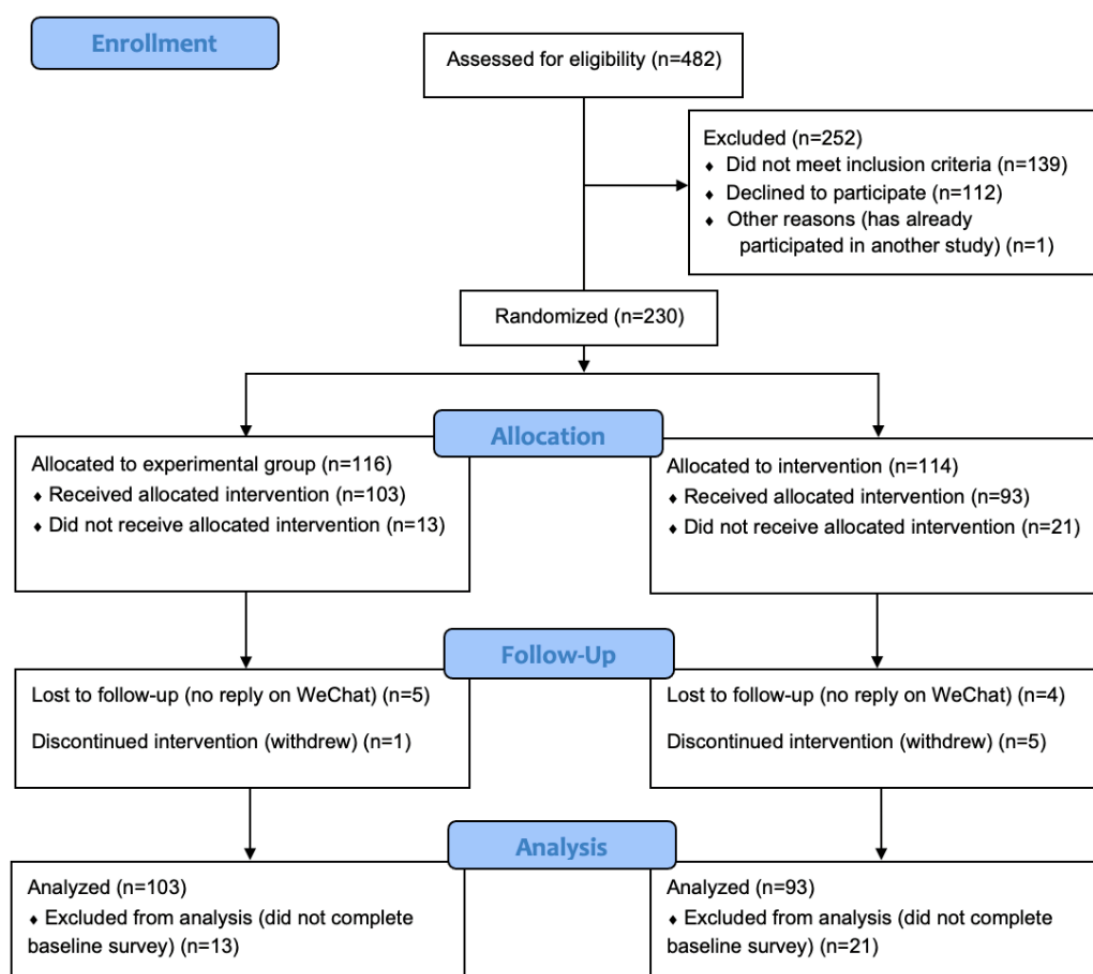 Enrollment
Assessed for eligibility (n=482)
Excluded (n=252)
♦ Did not meet inclusion criteria (n=139)
♦ Declined to participate (n=112)
♦ Other reasons (has already
participated in another study) (n=1)
Randomized (n=230)
Allocation
Allocated to experimental group (n=116)
♦ Received allocated intervention (n=103)
♦ Did not receive allocated intervention (n=13)
Allocated to intervention (n=114)
♦ Received allocated intervention (n=93)
♦ Did not receive allocated intervention (n=21)
Follow-Up
Lost to follow-up (no reply on WeChat) (n=5)
Discontinued intervention (withdrew) (n=1)
Lost to follow-up (no reply on WeChat) (n=4)
Discontinued intervention (withdrew) (n=5)
Analysis
Analyzed (n=103)
♦ Excluded from analysis (did not complete
baseline survey) (n=13)
Analyzed (n=93)
♦ Excluded from analysis (did not complete
baseline survey) (n=21)